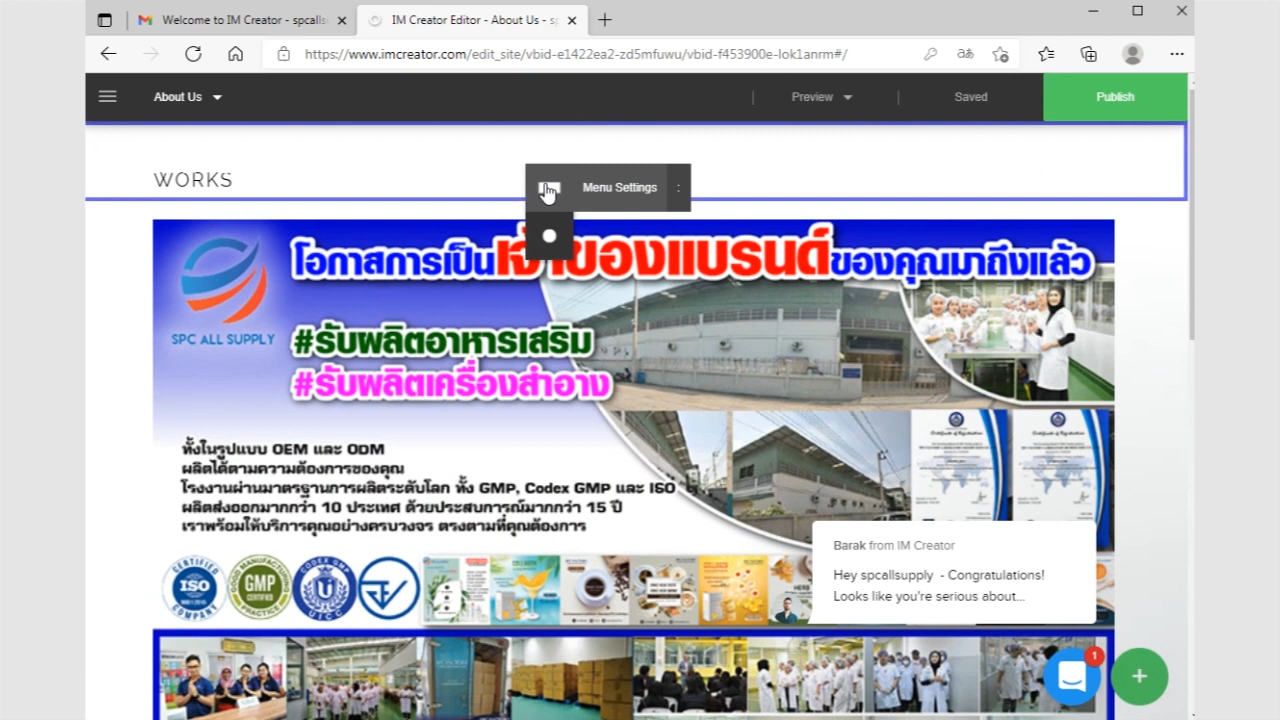 Welcome to IM Creator - spcalls
IM Creator Editor - About Us - sp
https://www.imcreator.com/edit_site/vbid-e1422ea2-zd5mfuwu/vbid-f453900e-lok1anrm#/
About Us
Preview
Saved
Publish
WORKS
Menu Settings
โอกาสการเป็นเจ้าของแบรนด์ของคุณมาถึงแล้ว
SPC ALL SUPPLY
#รับผลิตอาหารเสริม
#รับผลิตเครื่องสำอาง
ทั้งในรูปแบบ OEM และ ODM
ผลิตได้ตามความต้องการของคุณ
โรงงานผ่านมาตรฐานการผลิตระดับโลก ทั้ง GMP, Codex GMP และ ISO
ผลิตส่งออกมากกว่า 10 ประเทศ ด้วยประสบการณ์มากกว่า 15 ปี
เราพร้อมให้บริการคุณอย่างครบวงจร ตรงตามที่คุณต้องการ
CERTIFIED
ISO
COMPANY
GOOD MANUFACTURING
GMP
CERTIFIED
PRACTICE
CODEX GMP
Barak from IM Creator
Hey spcallsupply - Congratulations!
Looks like you're serious about...
1